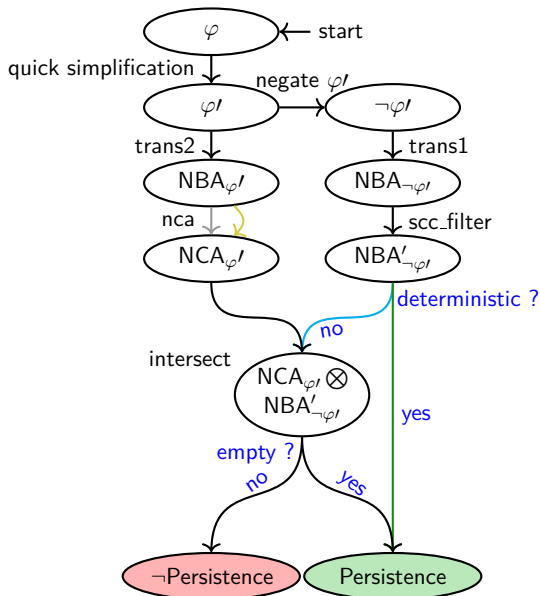 φ
start
quick simplification
negate φ′
φ′
¬φ′
trans2
trans1
NBA_φ′
NBA_¬φ′
nca
scc_filter
NCA_φ′
NBA′_¬φ′
deterministic ?
no
intersect
NCA_φ′ ⊗
NBA′_¬φ′
yes
empty ?
no
yes
¬Persistence
Persistence